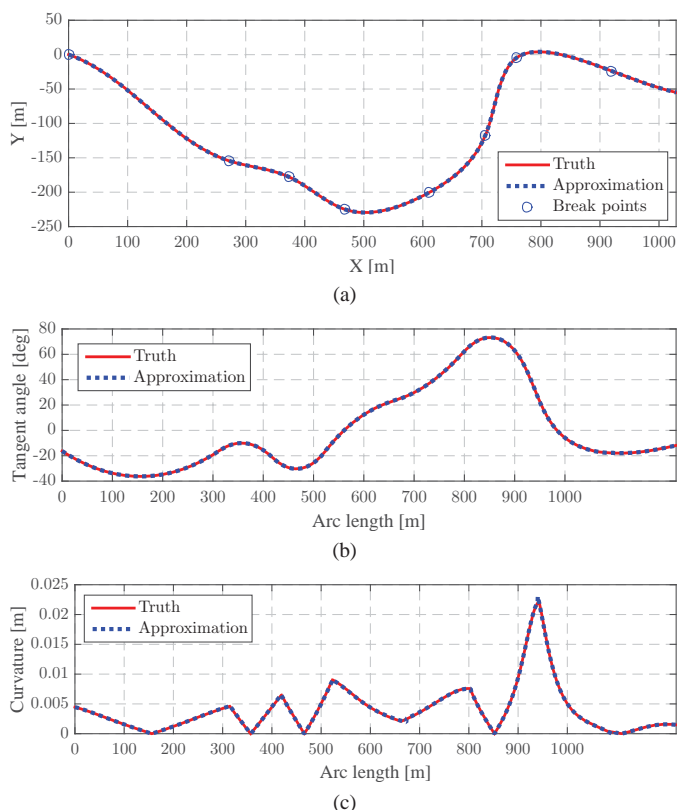 50
0
-50
-100
-150
-200
-250
Y [m]
Truth
Approximation
Break points
0 100 200 300 400 500 600 700 800 900 1000
X [m]
(a)
80
60
40
20
0
-20
-40
Tangent angle [deg]
Truth
Approximation
0 100 200 300 400 500 600 700 800 900 1000
Arc length [m]
(b)
0.025
0.02
0.015
0.01
0.005
0
Curvature [m]
Truth
Approximation
0 100 200 300 400 500 600 700 800 900 1000
Arc length [m]
(c)